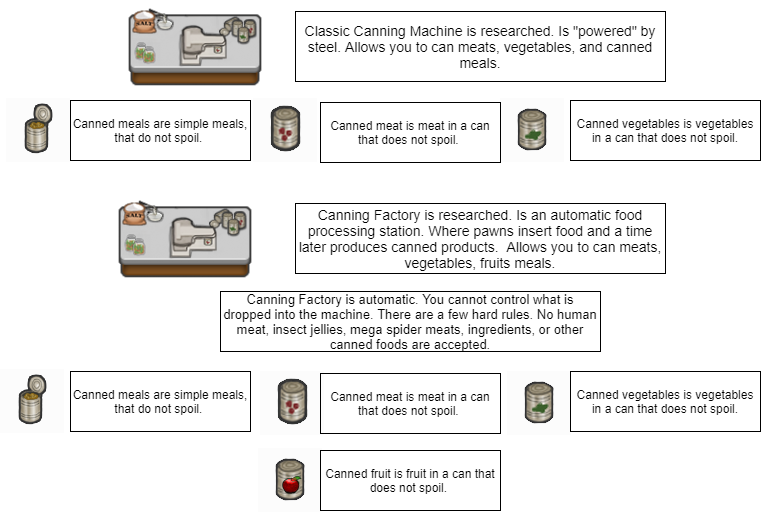 Classic Canning Machine is researched. Is "powered" by
steel. Allows you to can meats, vegetables, and canned
meals.
SALT
Canned meals are simple meals,
that do not spoil.
Canned meat is meat in a can
that does not spoil.
Canned vegetables is vegetables
in a can that does not spoil.
SALT
Canning Factory is researched. Is an automatic food
processing station. Where pawns insert food and a time
later produces canned products.  Allows you to can meats,
vegetables, fruits meals.
Canning Factory is automatic. You cannot control what is
dropped into the machine. There are a few hard rules. No human
meat, insect jellies, mega spider meats, ingredients, or other
canned foods are accepted.
Canned meals are simple meals,
that do not spoil.
Canned meat is meat in a can
that does not spoil.
Canned vegetables is vegetables
in a can that does not spoil.
Canned fruit is fruit in a can that
does not spoil.